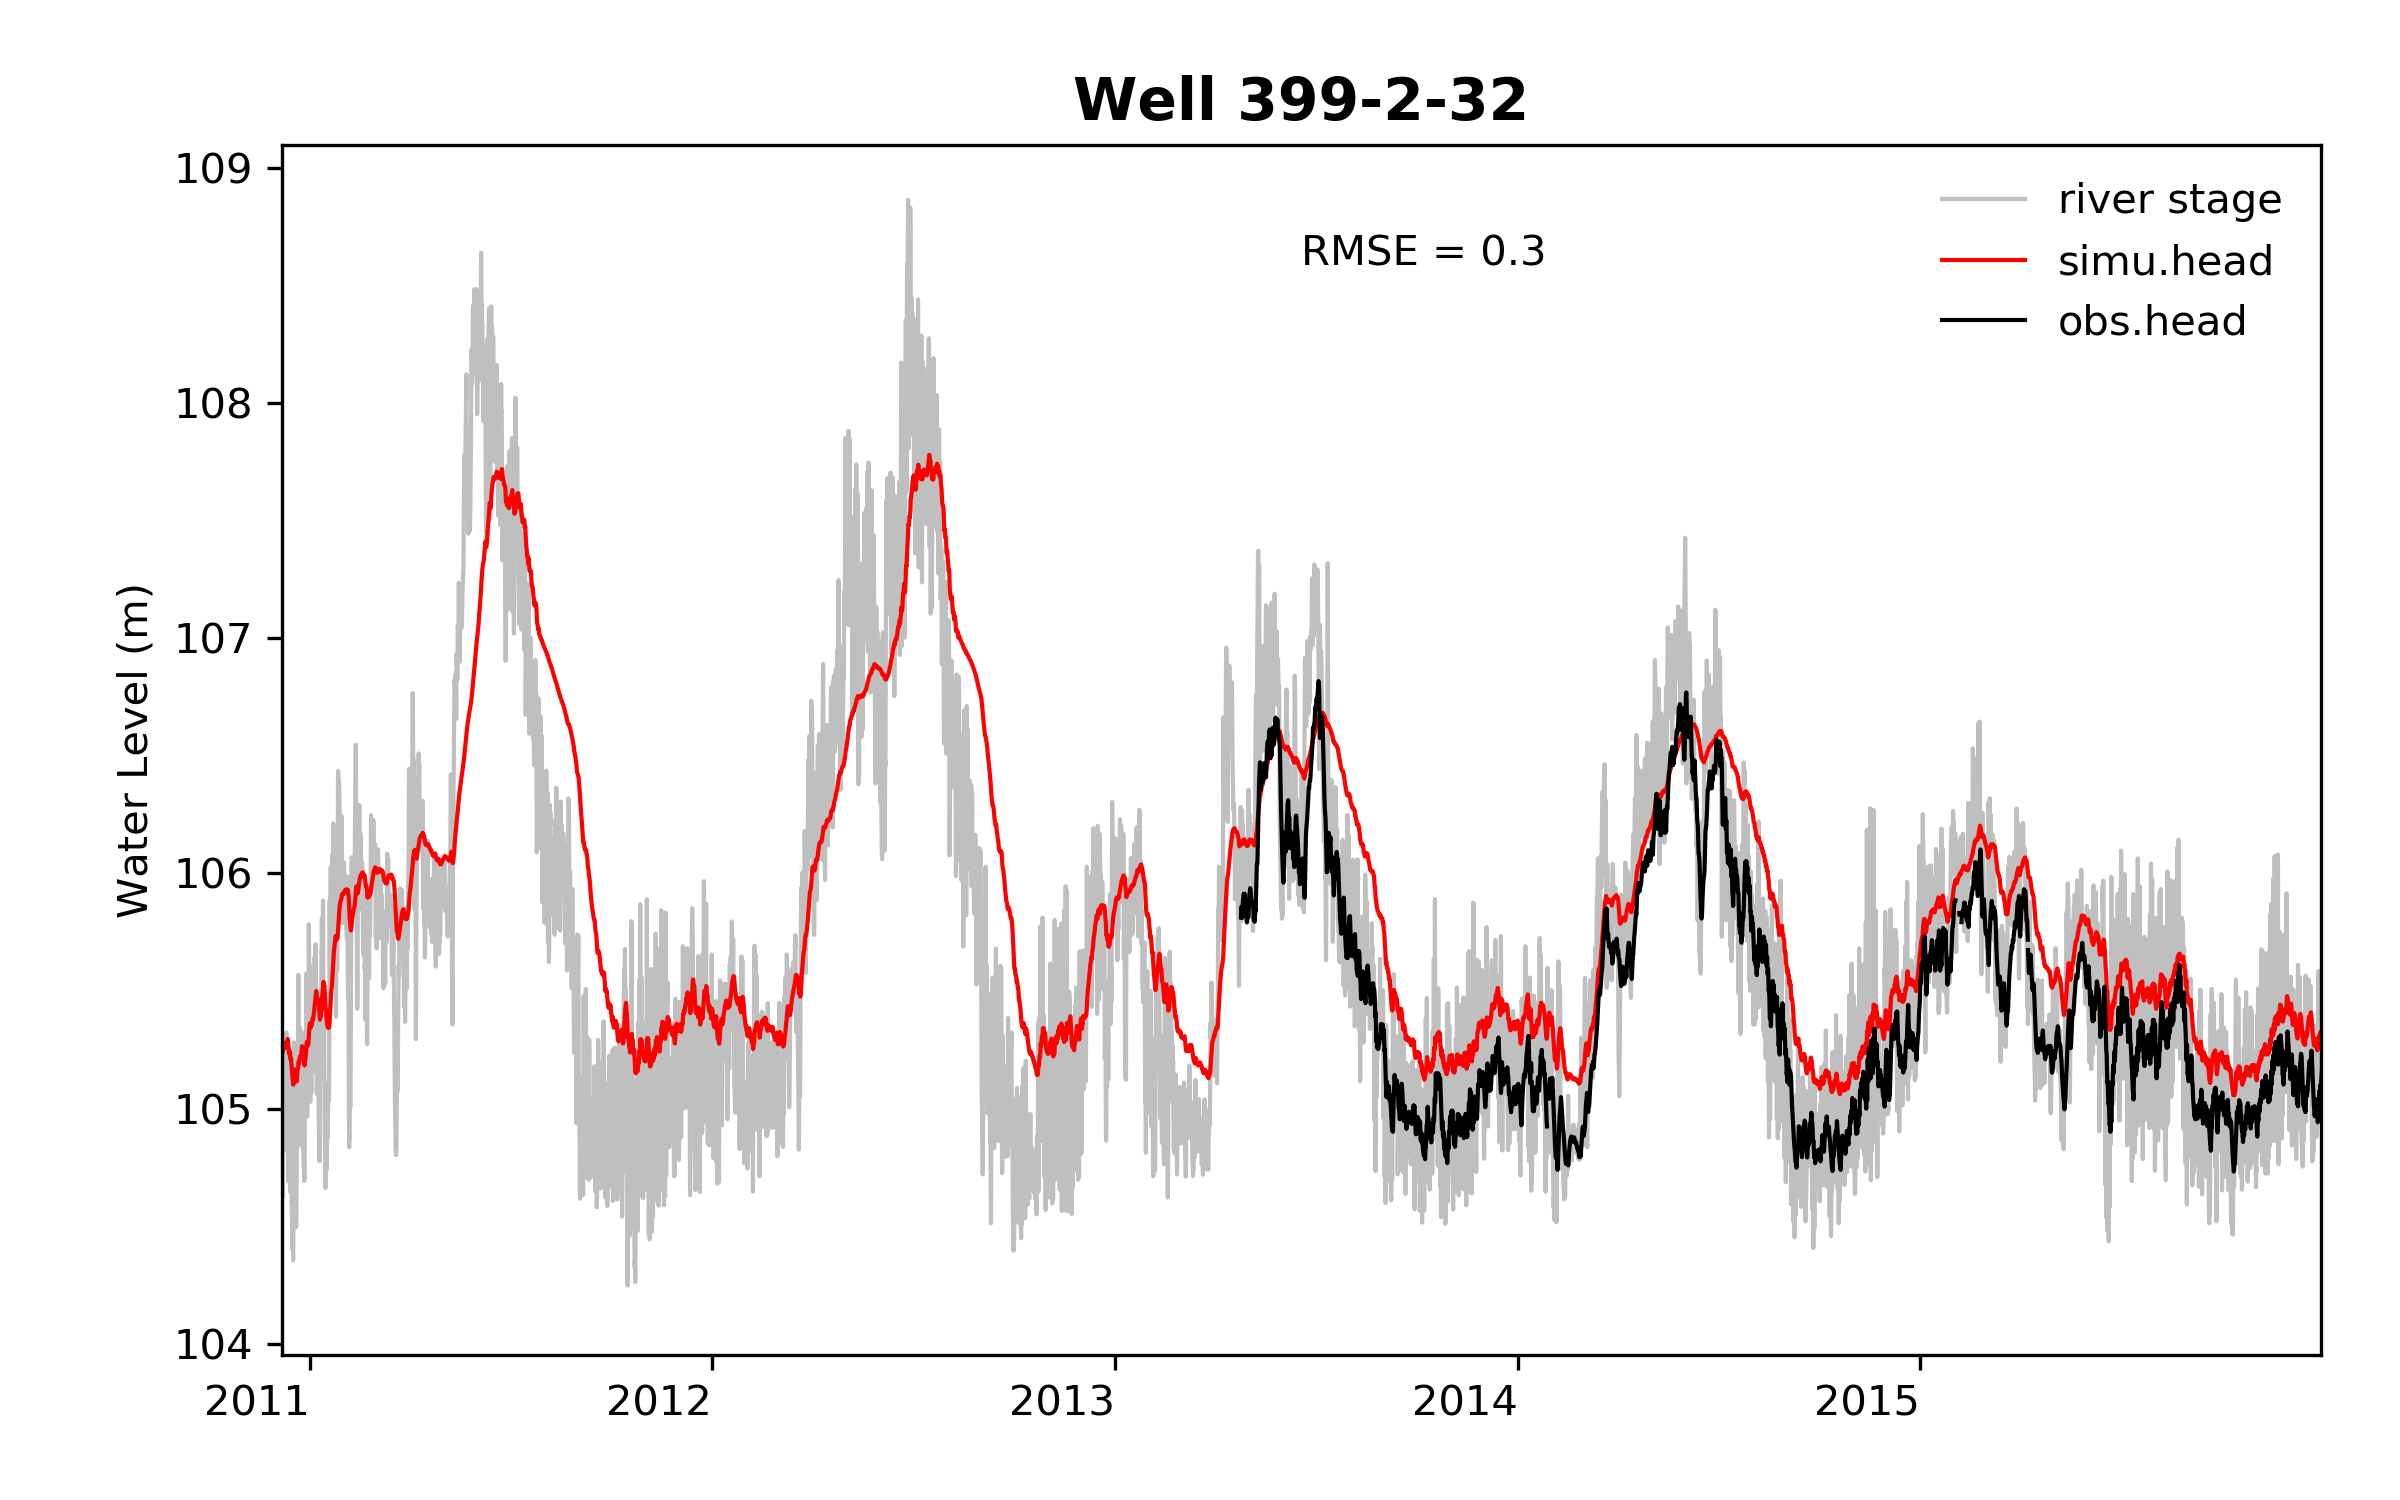 Well 399-2-32
109
108
107
106
105
104
Water Level (m)
RMSE = 0.3
river stage
simu.head
obs.head
2011 2012 2013 2014 2015